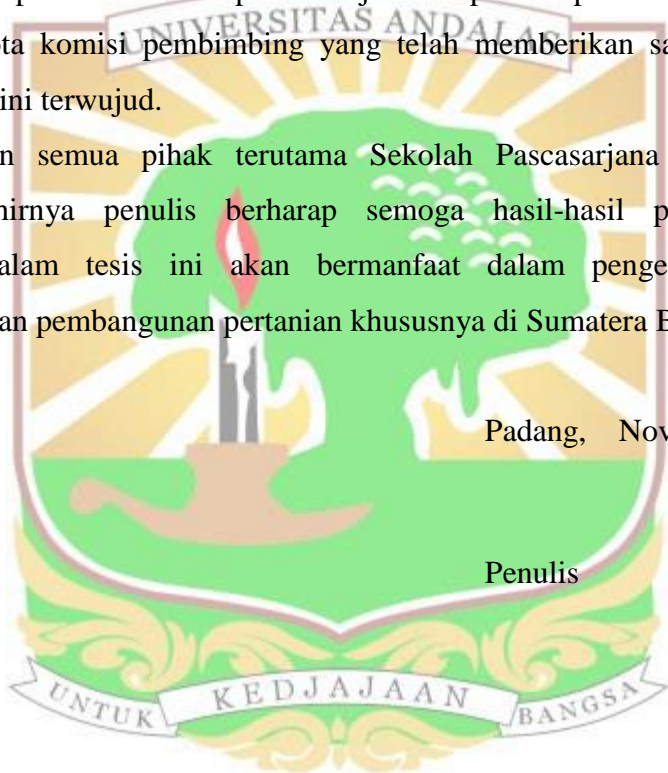 UNIVERSITAS ANDALAS
ta komisi pembimbing yang telah memberikan
ini terwujud.
n semua pihak terutama Sekolah Pascasarjana
hirnya penulis berharap semoga hasil-hasil p
alam tesis ini akan bermanfaat dalam penge
an pembangunan pertanian khususnya di Sumatera B
Padang, Nov
Penulis
UNTUK KEDJAJAAN BANGSA